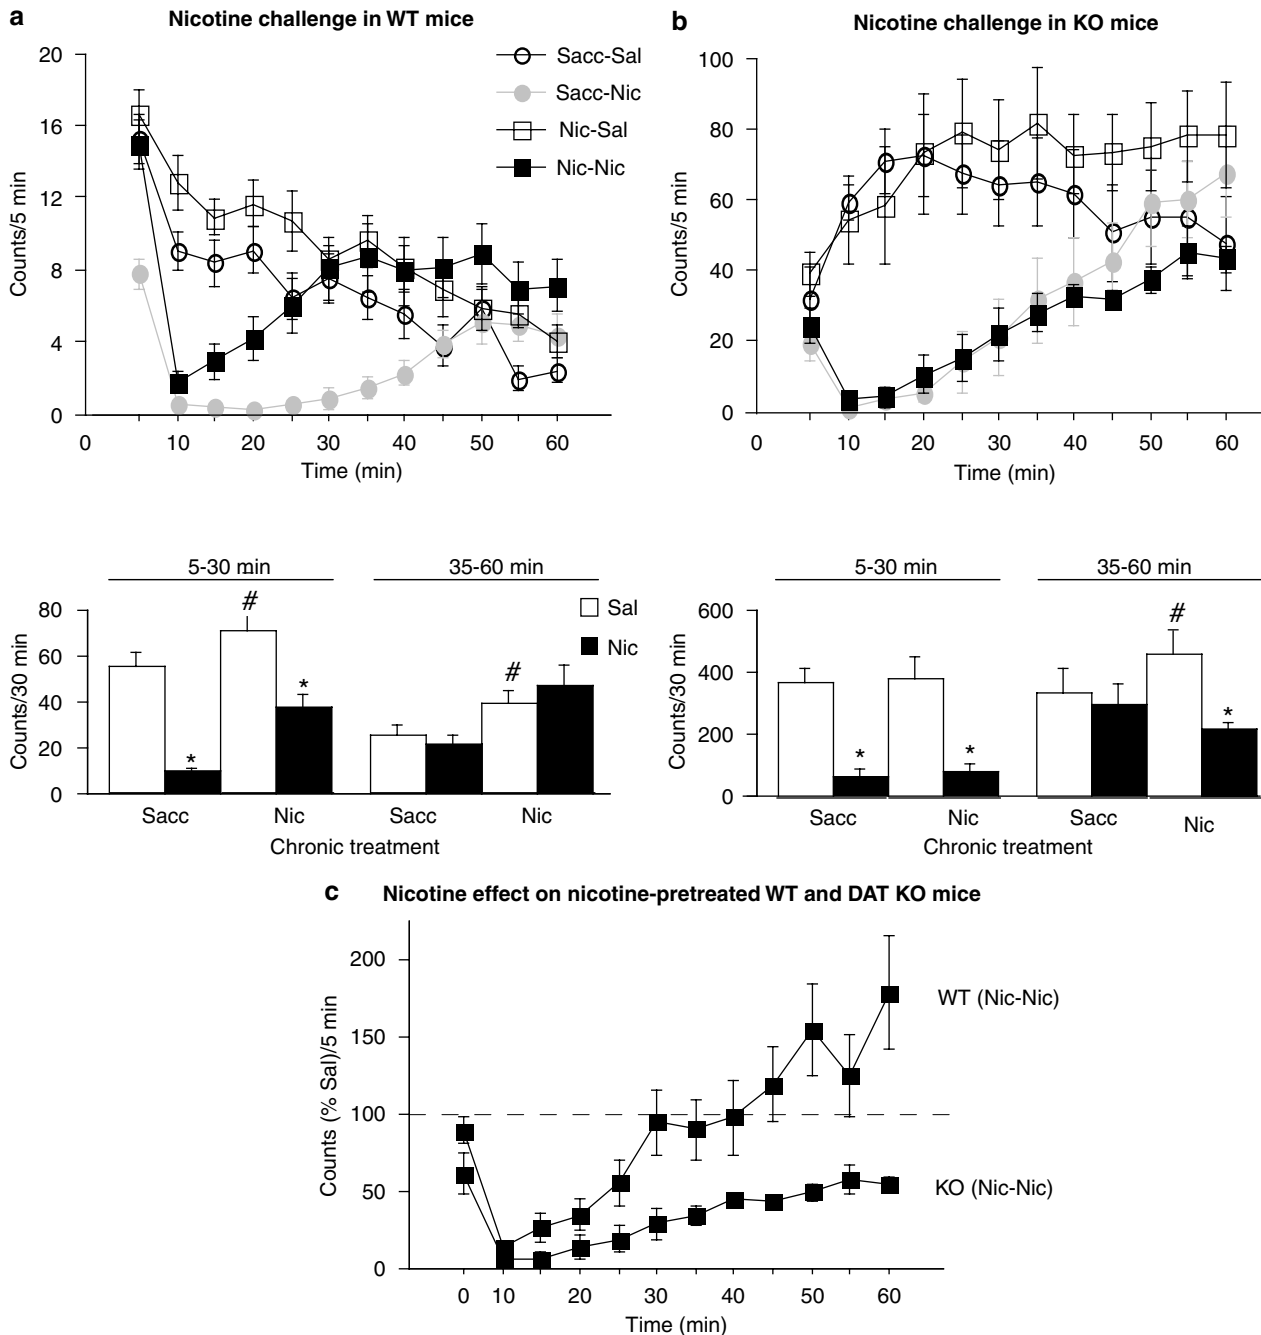 a
Nicotine challenge in WT mice
20
16
12
8
4
0
Counts/5 min
Sacc-Sal
Sacc-Nic
Nic-Sal
Nic-Nic
0 10 20 30 40 50 60
Time (min)
b
Nicotine challenge in KO mice
100
80
60
40
20
0
Counts/5 min
0 10 20 30 40 50 60
Time (min)
5-30 min
35-60 min
80
60
40
20
0
Counts/30 min
#
*
*
#
Sal
Nic
Sacc Nic Sacc Nic
Chronic treatment
5-30 min
35-60 min
600
400
200
0
Counts/30 min
*
*
#
*
Sacc Nic Sacc Nic
Chronic treatment
c
Nicotine effect on nicotine-pretreated WT and DAT KO mice
200
150
100
50
0
Counts (% Sal)/5 min
WT (Nic-Nic)
KO (Nic-Nic)
0 10 20 30 40 50 60
Time (min)